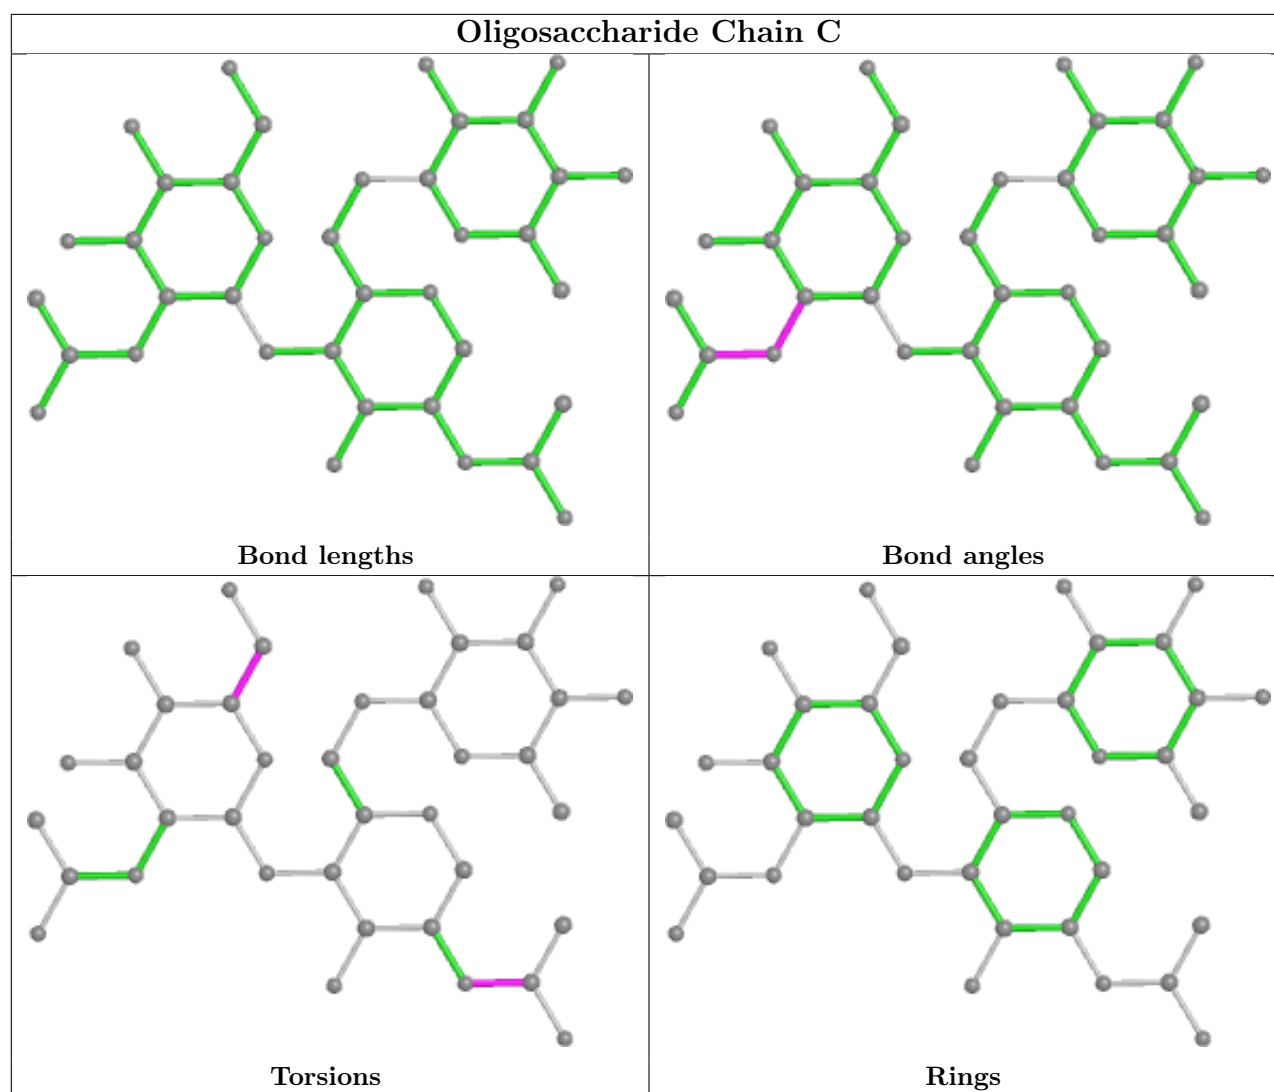 Oligosaccharide Chain C
Bond lengths
Bond angles
Torsions
Rings